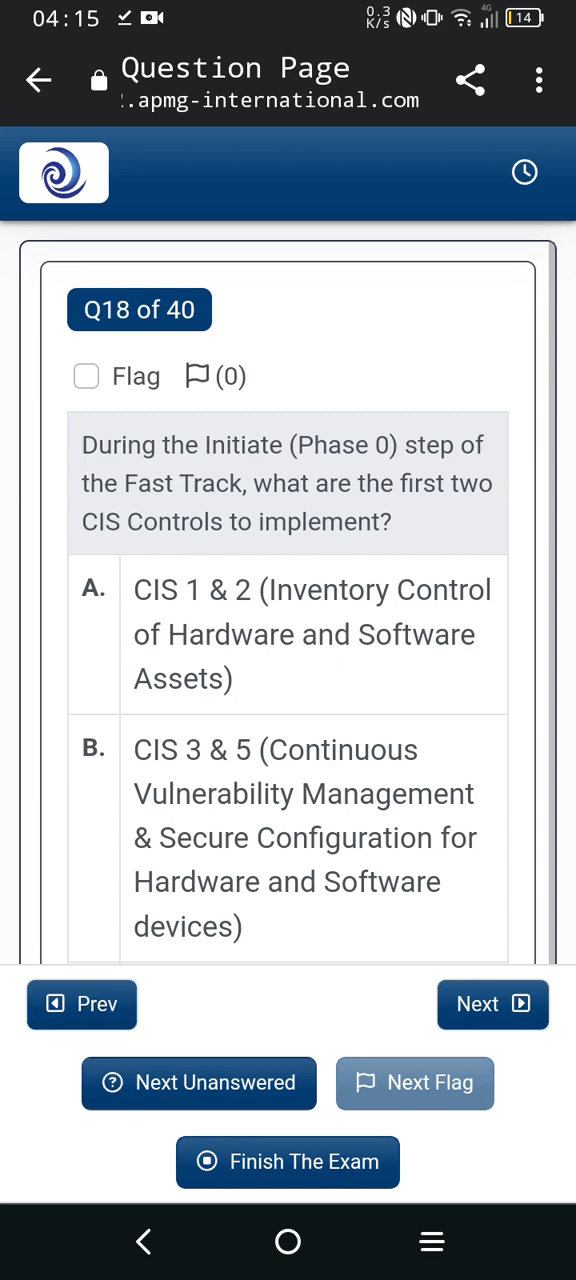 04:15
0.3
K/s
4G
14
Question Page
.apmg-international.com
Q18 of 40
Flag (0)
During the Initiate (Phase 0) step of
the Fast Track, what are the first two
CIS Controls to implement?
A. CIS 1 & 2 (Inventory Control
of Hardware and Software
Assets)
B. CIS 3 & 5 (Continuous
Vulnerability Management
& Secure Configuration for
Hardware and Software
devices)
Prev
Next
Next Unanswered
Next Flag
Finish The Exam